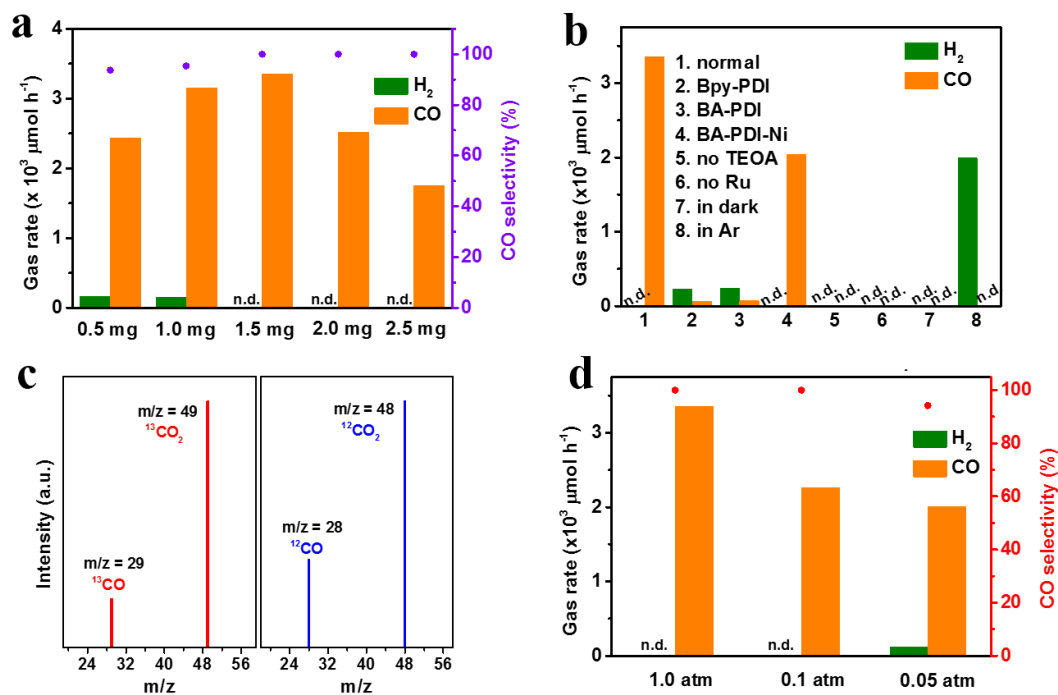 a
Gas rate (x 10³ µmol h⁻¹)
4
3
2
1
0
H₂
CO
n.d.
n.d.
n.d.
0.5 mg
1.0 mg
1.5 mg
2.0 mg
2.5 mg
100
80
60
40
20
0
CO selectivity (%)
b
Gas rate (x10³ µmol h⁻¹)
3
2
1
0
1. normal
2. Bpy-PDI
3. BA-PDI
4. BA-PDI-Ni
5. no TEOA
6. no Ru
7. in dark
8. in Ar
H₂
CO
n.d.
n.d.
n.d.
n.d.
n.d.
n.d.
n.d.
n.d.
n.d.
1
2
3
4
5
6
7
8
c
Intensity (a.u.)
m/z = 49
¹³CO₂
m/z = 29
¹³CO
24
32
40
48
56
m/z
m/z = 48
¹²CO₂
m/z = 28
¹²CO
24
32
40
48
56
m/z
d
Gas rate (x10³ µmol h⁻¹)
3
2
1
0
H₂
CO
n.d.
n.d.
1.0 atm
0.1 atm
0.05 atm
100
80
60
40
20
0
CO selectivity (%)